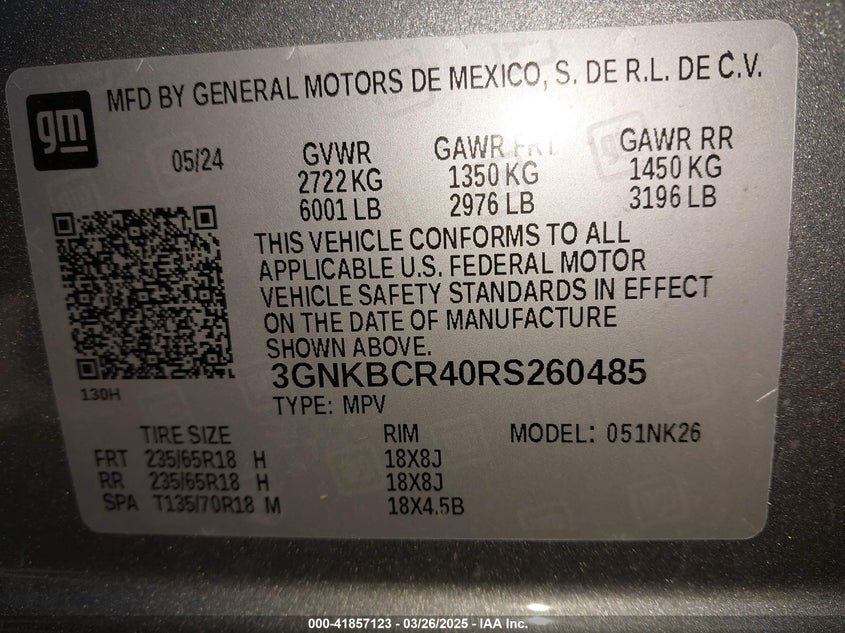 MFD BY GENERAL MOTORS DE MEXICO, S. DE R.L. DE C.V.
gm
05/24 GVWR GAWR FRT GAWR RR
2722 KG 1350 KG 1450 KG
6001 LB 2976 LB 3196 LB
THIS VEHICLE CONFORMS TO ALL
APPLICABLE U.S. FEDERAL MOTOR
VEHICLE SAFETY STANDARDS IN EFFECT
ON THE DATE OF MANUFACTURE
SHOWN ABOVE.
3GNKBCR40RS260485
130H
TYPE: MPV
TIRE SIZE RIM MODEL: 051NK26
FRT 235/65R18 H 18X8J
RR 235/65R18 H 18X8J
SPA T135/70R18 M 18X4.5B
000-41857123 - 03/26/2025 - IAA Inc.